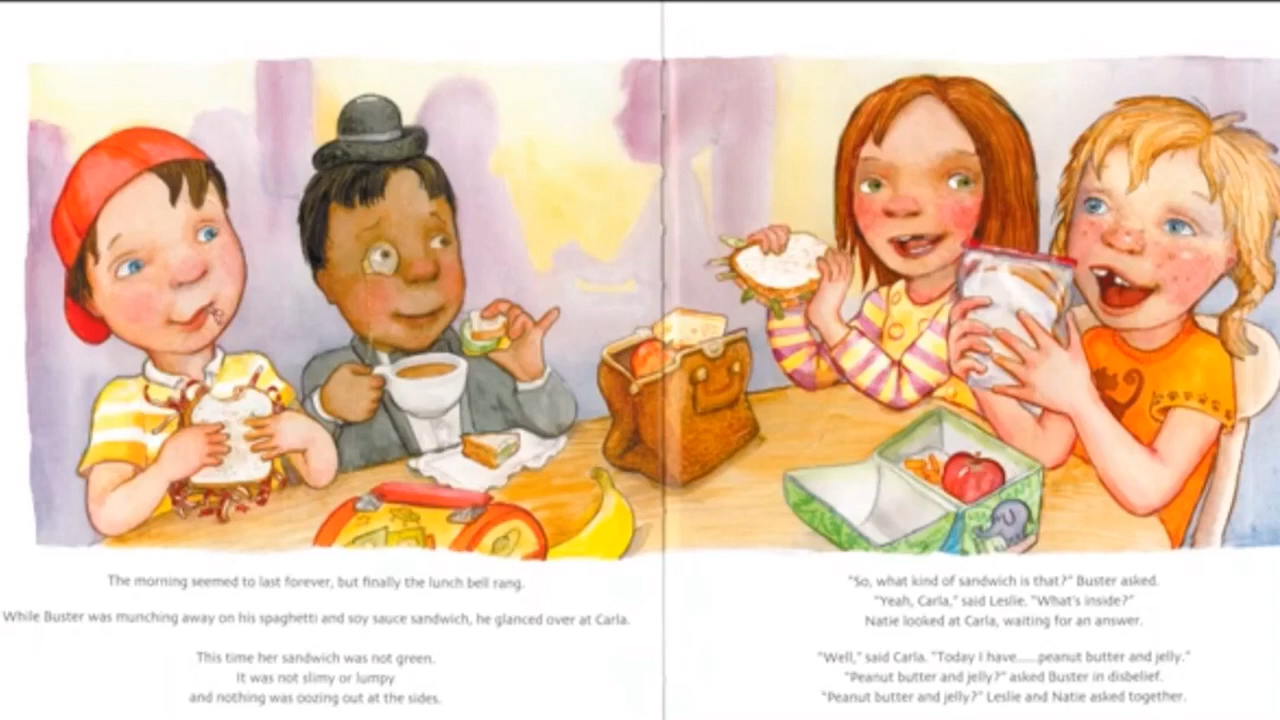 The morning seemed to last forever, but finally the lunch bell rang.
While Buster was munching away on his spaghetti and soy sauce sandwich, he glanced over at Carla.
This time her sandwich was not green.
It was not slimy or lumpy
and nothing was oozing out at the sides.
"So, what kind of sandwich is that?" Buster asked.
"Yeah, Carla," said Leslie. "What's inside?"
Natie looked at Carla, waiting for an answer.
"Well," said Carla. "Today I have.....peanut butter and jelly."
"Peanut butter and jelly?" asked Buster in disbelief.
"Peanut butter and jelly?" Leslie and Natie asked together.